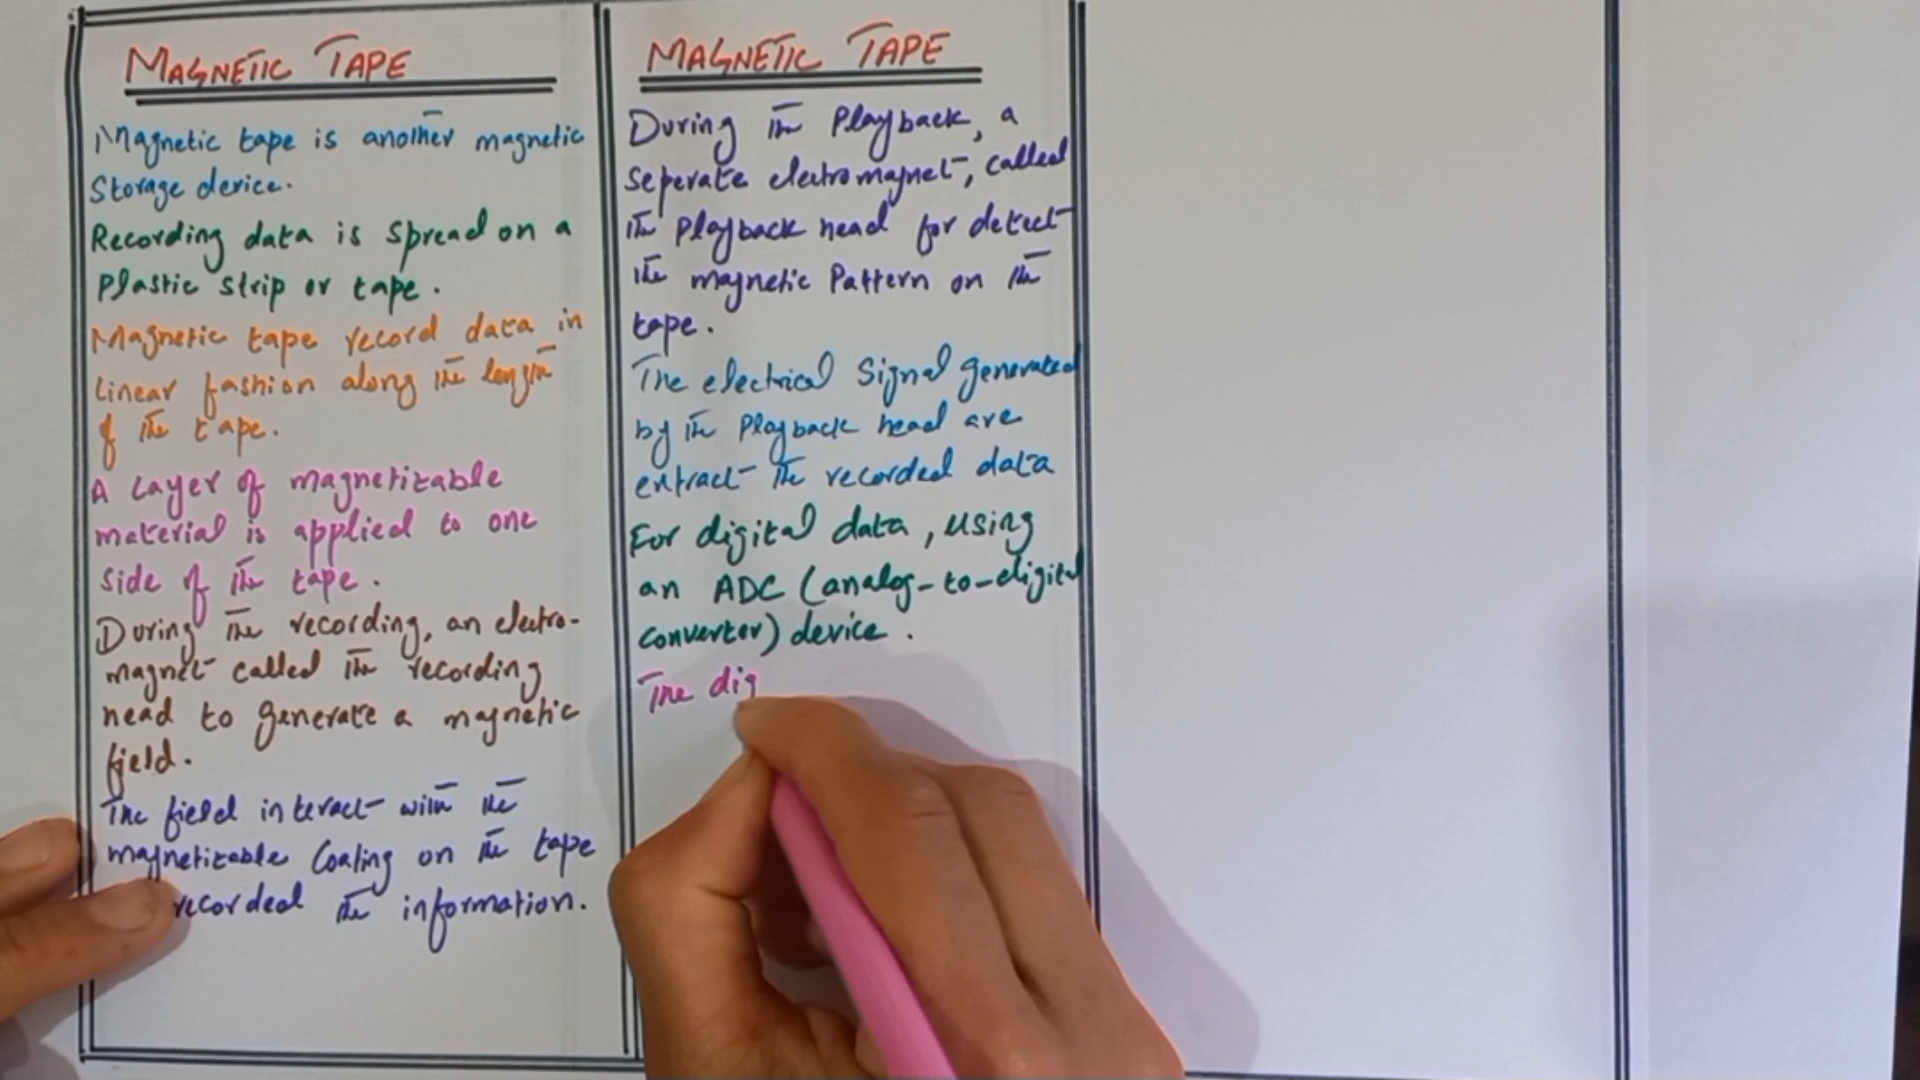 MAGNETIC TAPE
Magnetic tape is another magnetic
Storage device.
Recording data is spread on a
plastic strip or tape.
Magnetic tape record data in
linear fashion along the length
of the tape.
A layer of magnetizable
material is applied to one
side of the tape.
During the recording, an electro-
magnet called the recording
head to generate a magnetic
field.
The field interact with the
magnetizable Coating on the tape
recorded the information.
MAGNETIC TAPE
During the Playback, a
Seperate electromagnet, called
the Playback head for detect
the magnetic Pattern on the
tape.
The electrical Signal generated
by the Playback head are
extract the recorded data
For digital data, using
an ADC (analog-to-digital
converter) device.
The dig